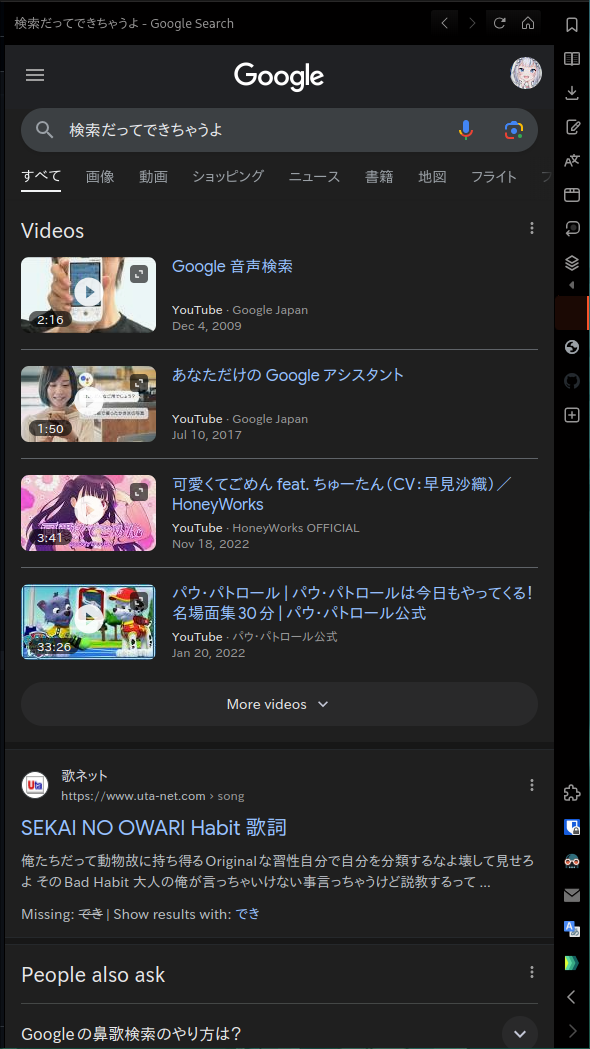 検索だってできちゃうよ - Google Search
Google
検索だってできちゃうよ
すべて 画像 動画 ショッピング ニュース 書籍 地図 フライト
Videos
2:16
Google 音声検索
YouTube · Google Japan
Dec 4, 2009
1:50
あなただけの Google アシスタント
YouTube · Google Japan
Jul 10, 2017
3:41
可愛くてごめん feat. ちゅーたん（CV：早見沙織）／
HoneyWorks
YouTube · HoneyWorks OFFICIAL
Nov 18, 2022
33:26
パウ・パトロール | パウ・パトロールは今日もやってくる！
名場面集 30 分 | パウ・パトロール公式
YouTube · パウ・パトロール公式
Jan 20, 2022
More videos
Uta
歌ネット
https://www.uta-net.com › song
SEKAI NO OWARI Habit 歌詞
俺たちだって動物故に持ち得るOriginalな習性自分で自分を分類するなよ壊して見せろ
よ そのBad Habit 大人の俺が言っちゃいけない事言っちゃうけど説教するって ...
Missing: でき | Show results with: でき
People also ask
Googleの鼻歌検索のやり方は？